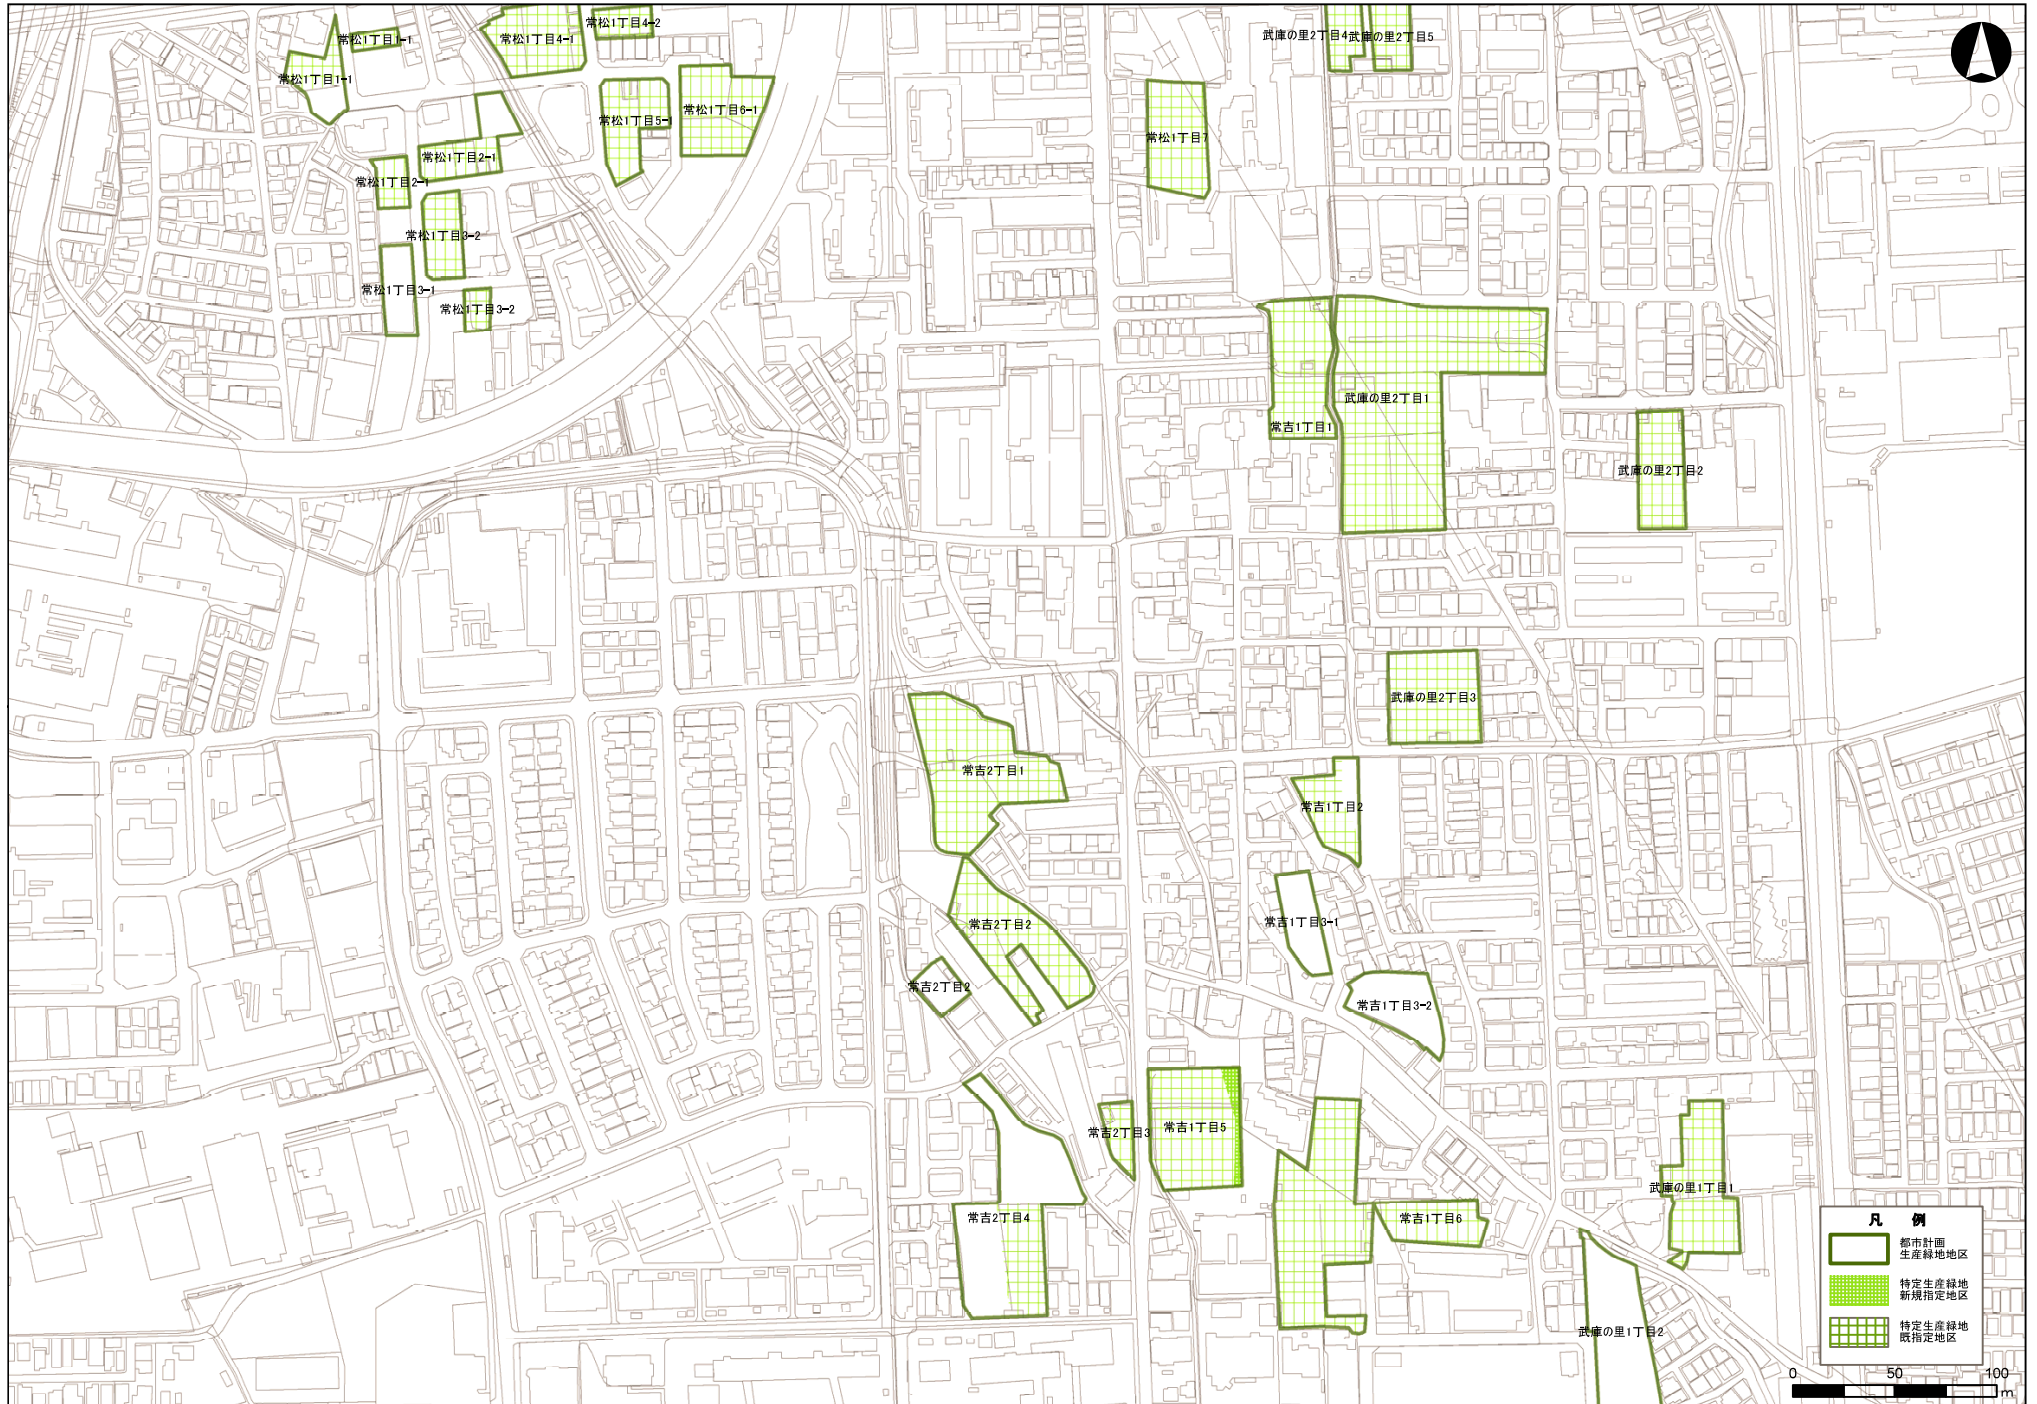 常松1丁目4-2
常松1丁目1-1
常松1丁目4-1
武庫の里2丁目4
武庫の里2丁目5
常松1丁目1-1
常松1丁目6-1
常松1丁目5-1
常松1丁目7
常松1丁目2-1
常松1丁目2-1
常松1丁目3-2
常松1丁目3-1
常松1丁目3-2
武庫の里2丁目1
常吉1丁目1
武庫の里2丁目2
武庫の里2丁目3
常吉2丁目1
常吉1丁目2
常吉2丁目2
常吉1丁目3-1
常吉2丁目2
常吉1丁目3-2
常吉1丁目5
常吉2丁目3
武庫の里1丁目1
常吉2丁目4
常吉1丁目6
武庫の里1丁目2
凡 例
都市計画
生産緑地地区
特定生産緑地
新規指定地区
特定生産緑地
既指定地区
0 50 100
m